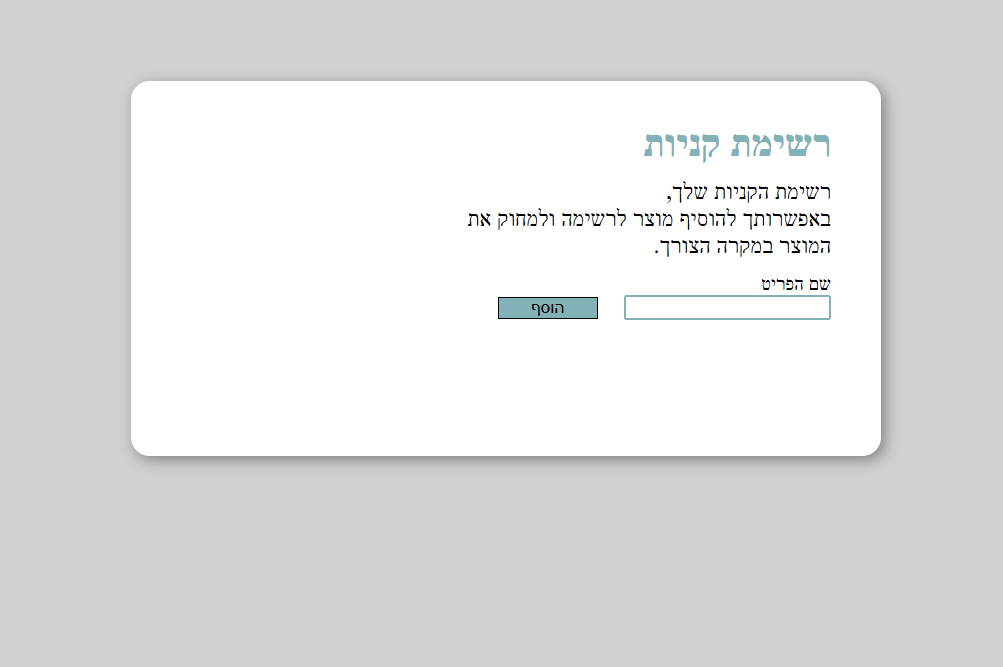 רשימת קניות
רשימת הקניות שלך,
באפשרותך להוסיף מוצר לרשימה ולמחוק את
המוצר במקרה הצורך.
שם הפריט
הוסף